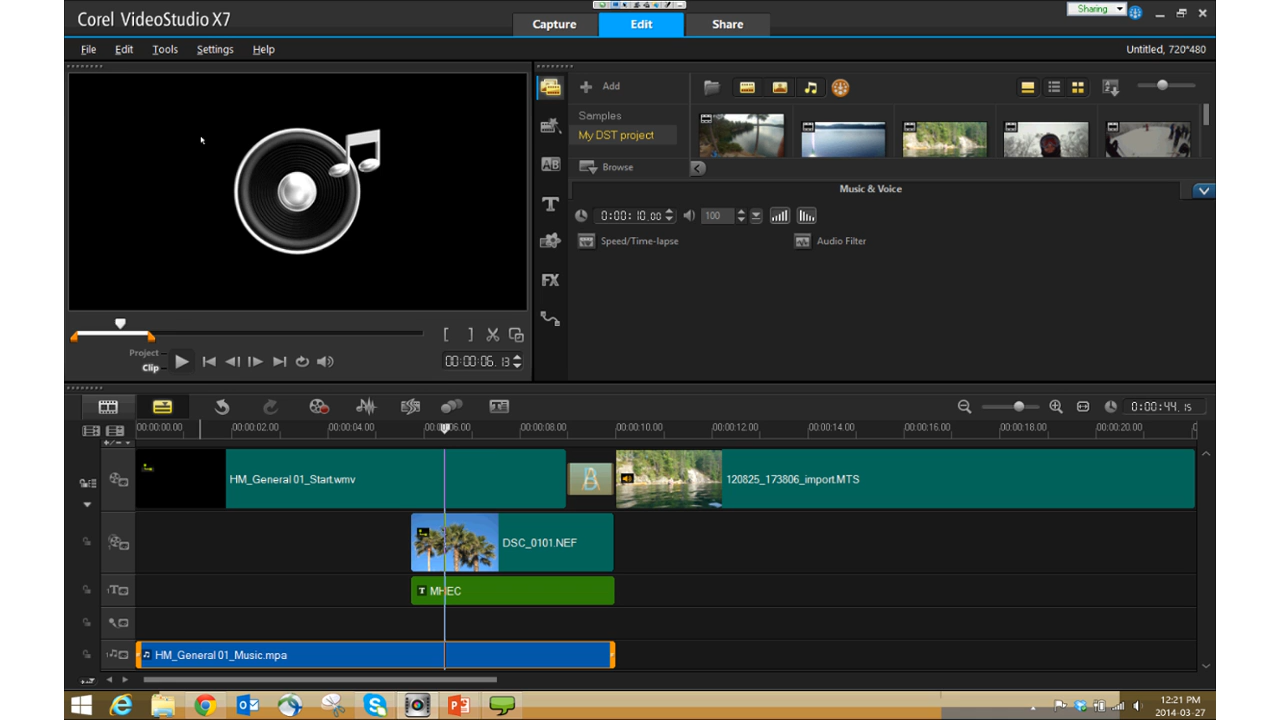 Corel VideoStudio X7
Capture
Edit
Share
Sharing
File Edit Tools Settings Help
Untitled, 720*480
Add
Samples
My DST project
Browse
Music & Voice
0:00:10.00
100
Speed/Time-lapse
Audio Filter
Project
Clip
[ ]
00:00:06.13
AB
T
FX
0:00:44.15
00:00:00.00 00:00:02.00 00:00:04.00 00:00:06.00 00:00:08.00 00:00:10.00 00:00:12.00 00:00:14.00 00:00:16.00 00:00:18.00 00:00:20.00
HM_General 01_Start.wmv
120825_173806_import.MTS
DSC_0101.NEF
T MHEC
HM_General 01_Music.mpa
12:21 PM
2014-03-27